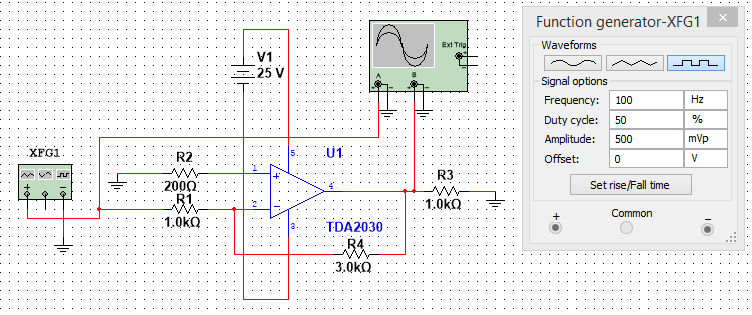 V1
25 V
A
B
Ext Trig
+
−
XFG1
+
−
R2
200Ω
R1
1.0kΩ
1
2
3
4
5
+
−
U1
TDA2030
R3
1.0kΩ
R4
3.0kΩ
Function generator-XFG1
Waveforms
Signal options
Frequency: 100 Hz
Duty cycle: 50 %
Amplitude: 500 mVp
Offset: 0 V
Set rise/Fall time
+ Common −